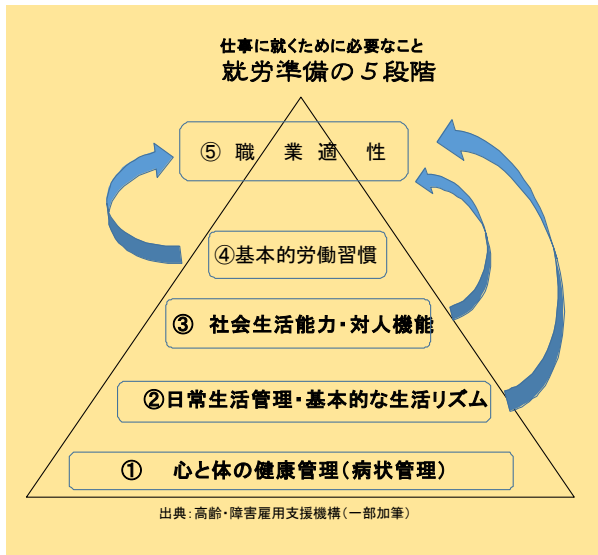 仕事に就くために必要なこと
就労準備の５段階
⑤ 職 業 適 性
④基本的労働習慣
③ 社会生活能力・対人機能
②日常生活管理・基本的な生活リズム
① 心と体の健康管理（病状管理）
出典：高齢・障害雇用支援機構（一部加筆）